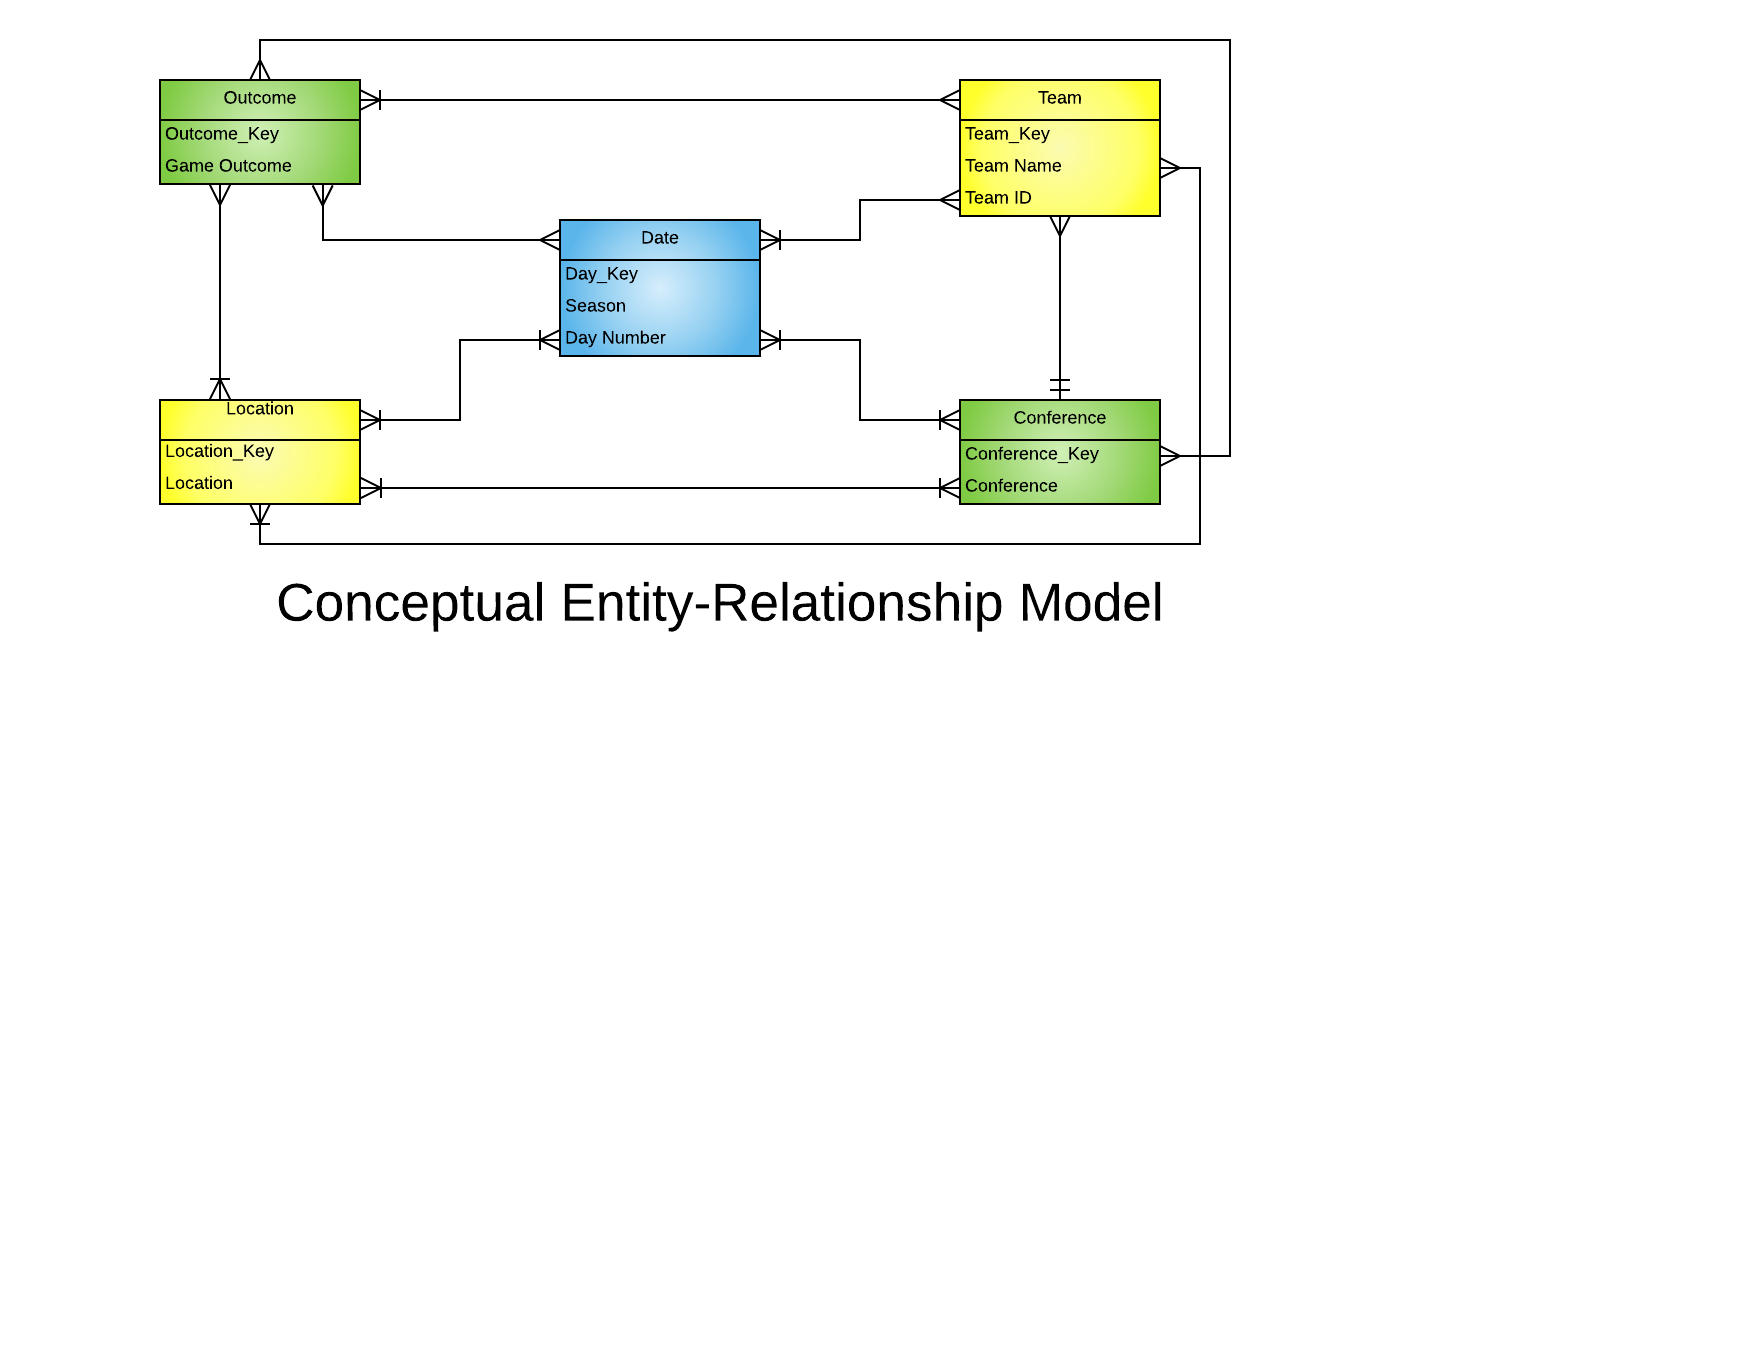 Outcome
Outcome_Key
Game Outcome
Team
Team_Key
Team Name
Team ID
Date
Day_Key
Season
Day Number
Location
Location_Key
Location
Conference
Conference_Key
Conference
Conceptual Entity-Relationship Model